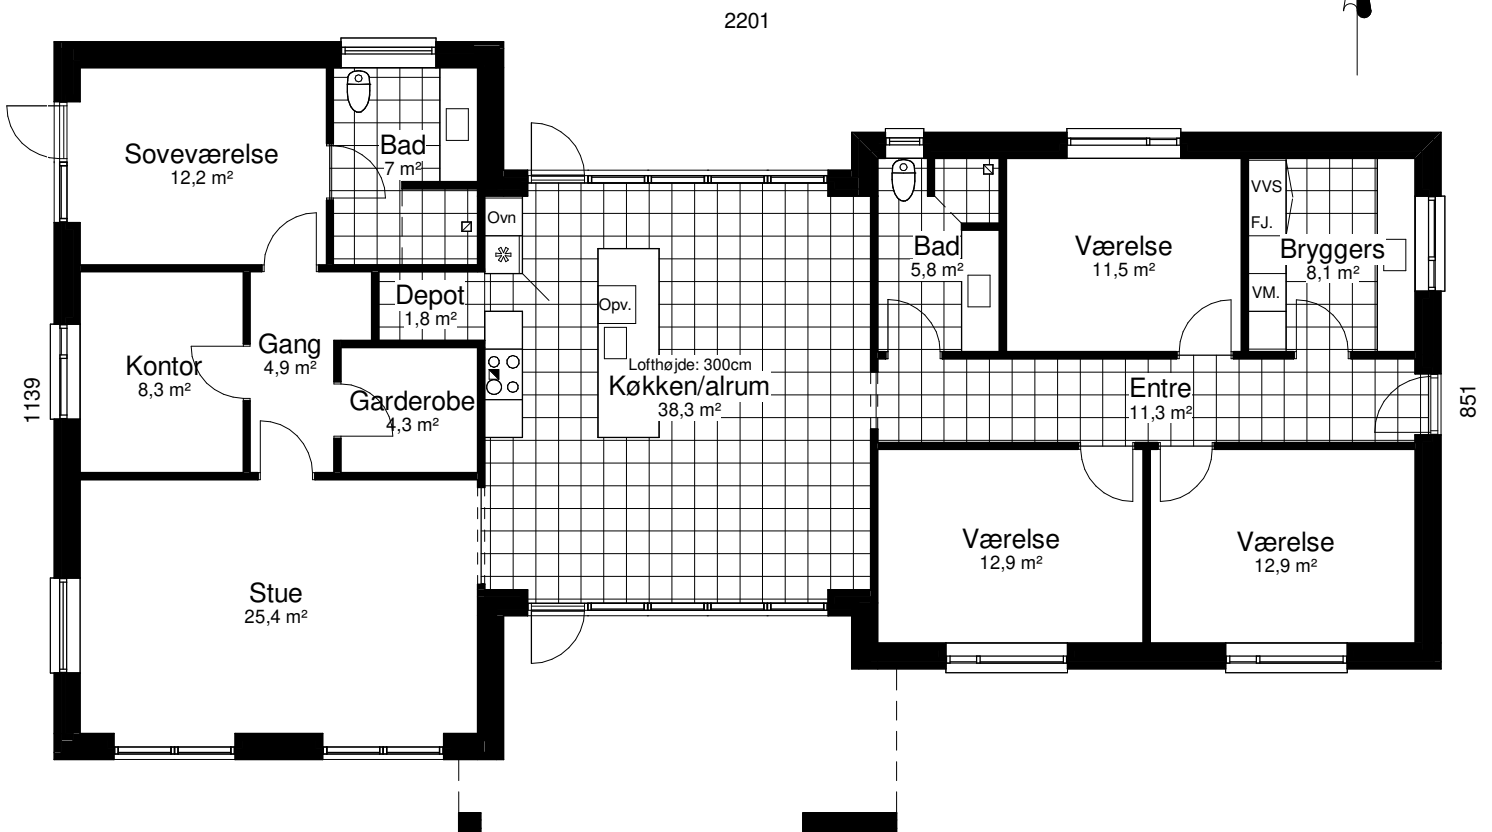 2201
Soveværelse
12,2 m²
Bad
7 m²
Ovn
Depot
1,8 m²
Opv.
Gang
4,9 m²
Kontor
8,3 m²
Garderobe
4,3 m²
Lofthøjde: 300cm
Køkken/alrum
38,3 m²
Bad
5,8 m²
Værelse
11,5 m²
VVS
FJ.
VM.
Bryggers
8,1 m²
Entre
11,3 m²
1139
851
Stue
25,4 m²
Værelse
12,9 m²
Værelse
12,9 m²